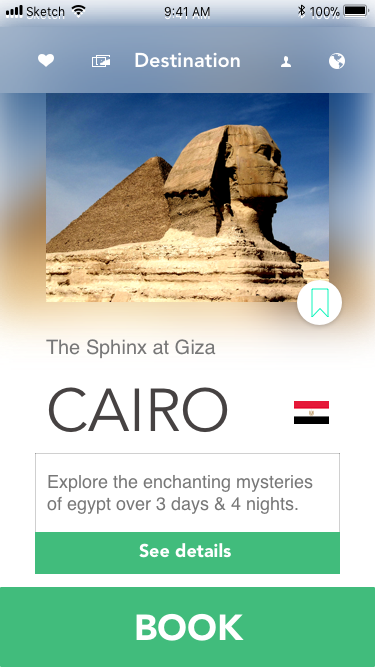 Sketch 9:41 AM 100%
Destination
The Sphinx at Giza
CAIRO
Explore the enchanting mysteries
of egypt over 3 days & 4 nights.
See details
BOOK